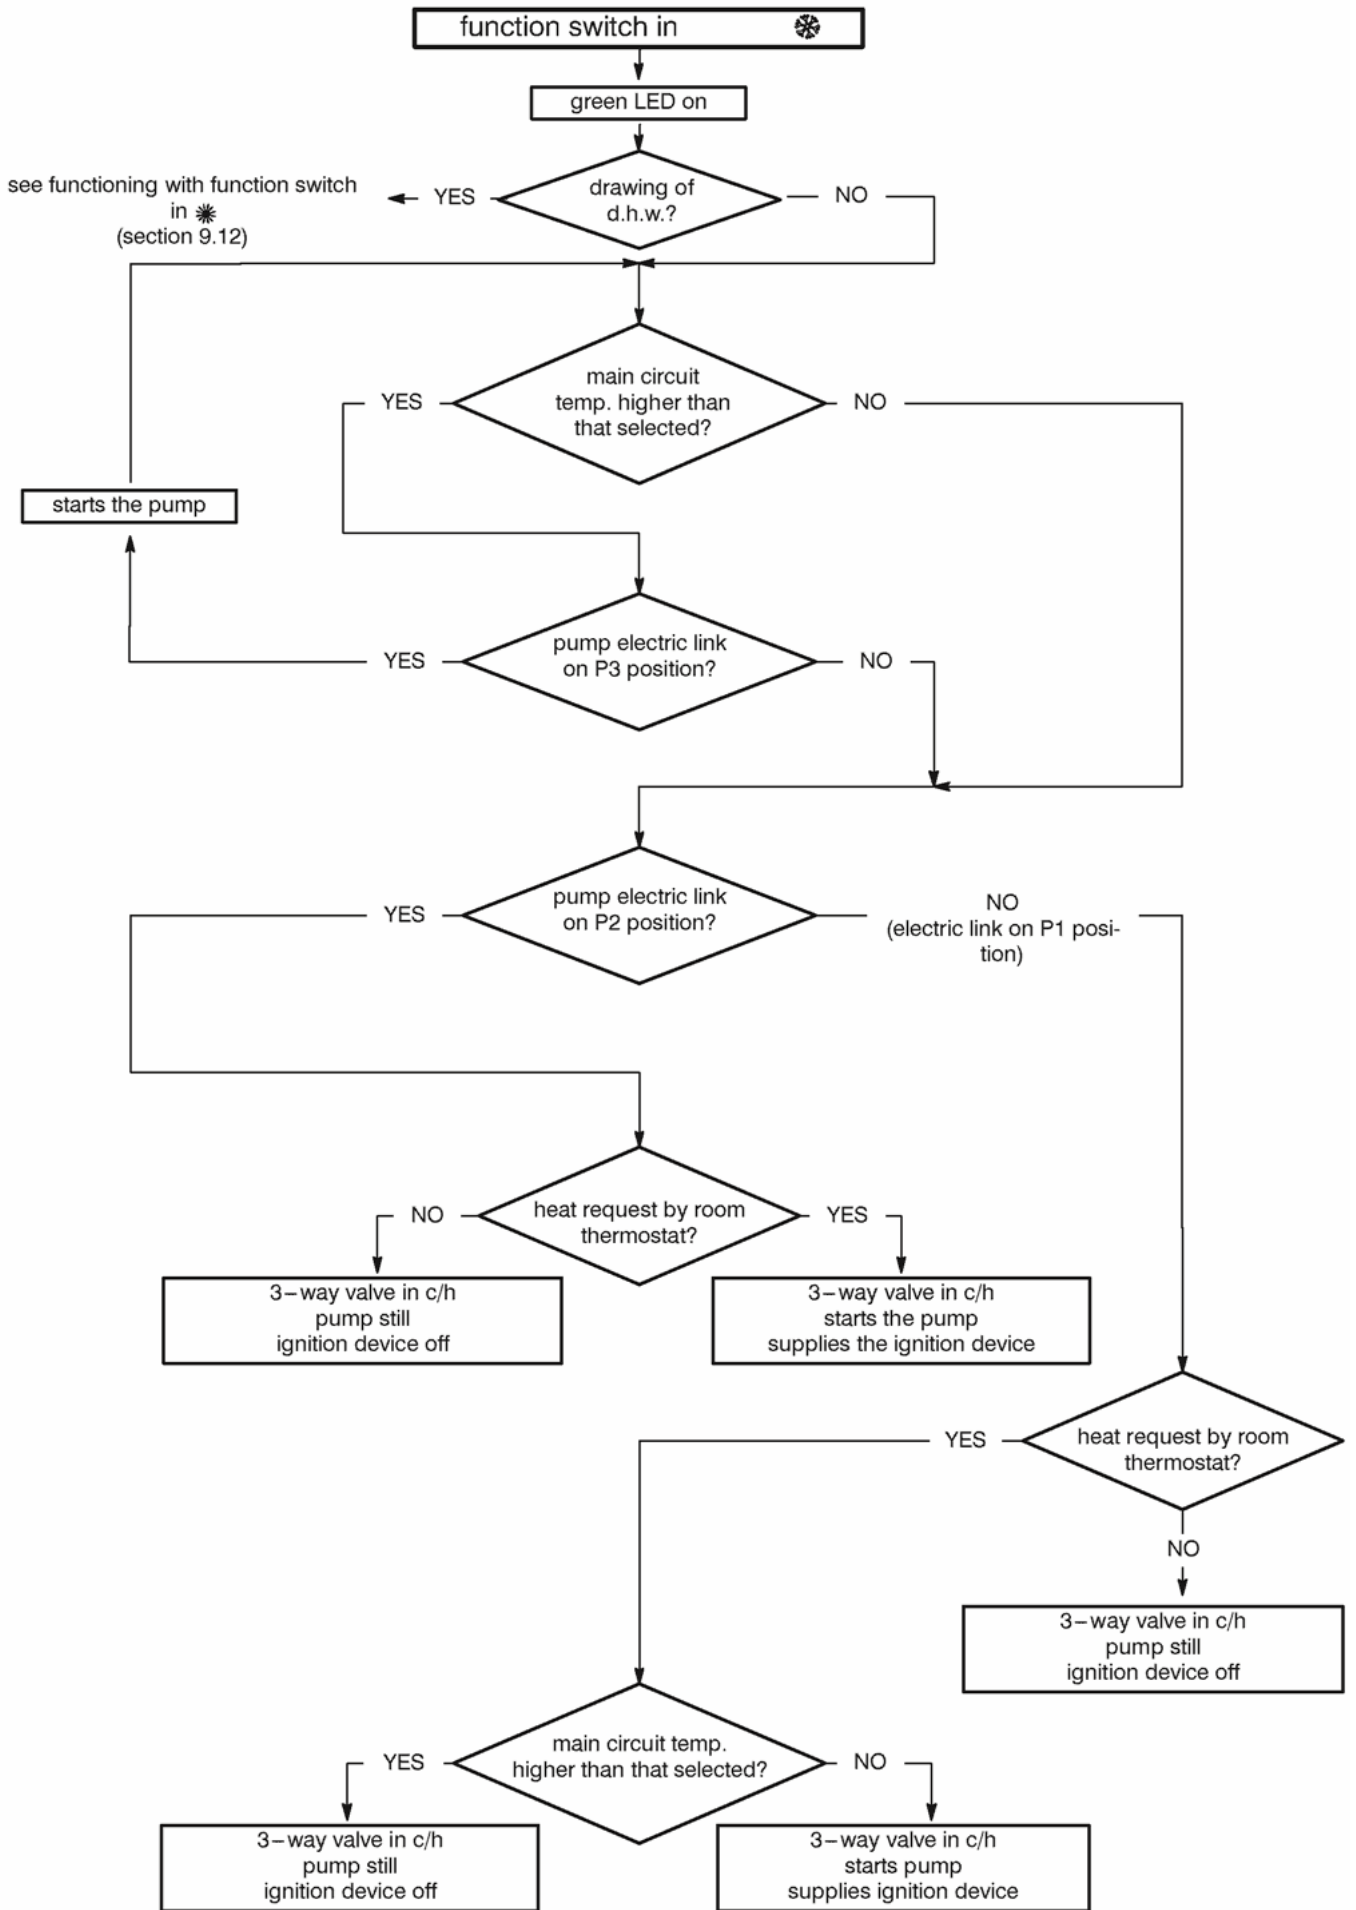 function switch in
green LED on
drawing of
d.h.w.?
YES
NO
see functioning with function switch
in
(section 9.12)
main circuit
temp. higher than
that selected?
YES
NO
starts the pump
pump electric link
on P3 position?
YES
NO
pump electric link
on P2 position?
YES
NO
(electric link on P1 posi-
tion)
heat request by room
thermostat?
NO
YES
3-way valve in c/h
pump still
ignition device off
3-way valve in c/h
starts the pump
supplies the ignition device
heat request by room
thermostat?
YES
NO
3-way valve in c/h
pump still
ignition device off
main circuit temp.
higher than that selected?
YES
NO
3-way valve in c/h
pump still
ignition device off
3-way valve in c/h
starts pump
supplies ignition device